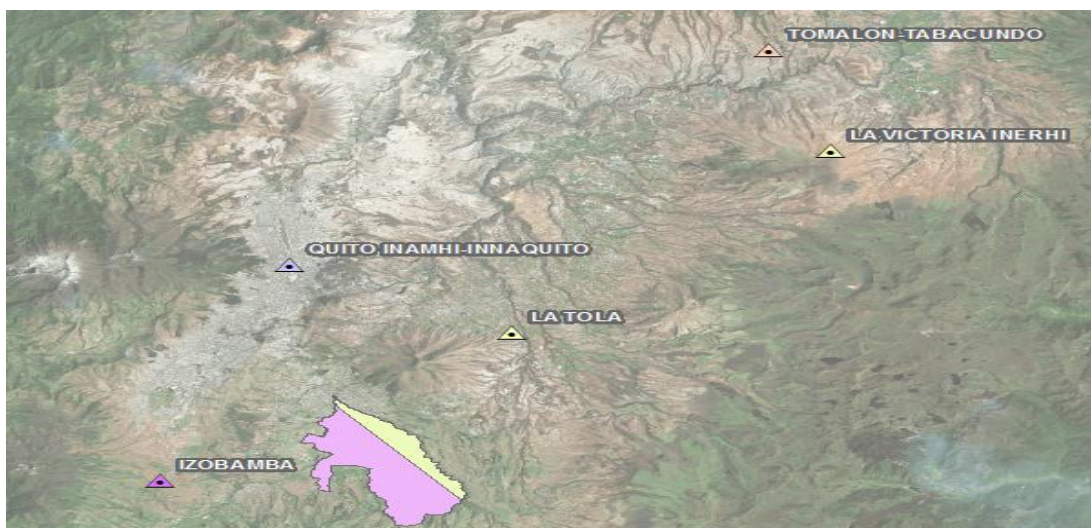 TOMALON-TABACUNDO
LA VICTORIA INERHI
QUITO INAMHI-INNAQUITO
LA TOLA
IZOBAMBA